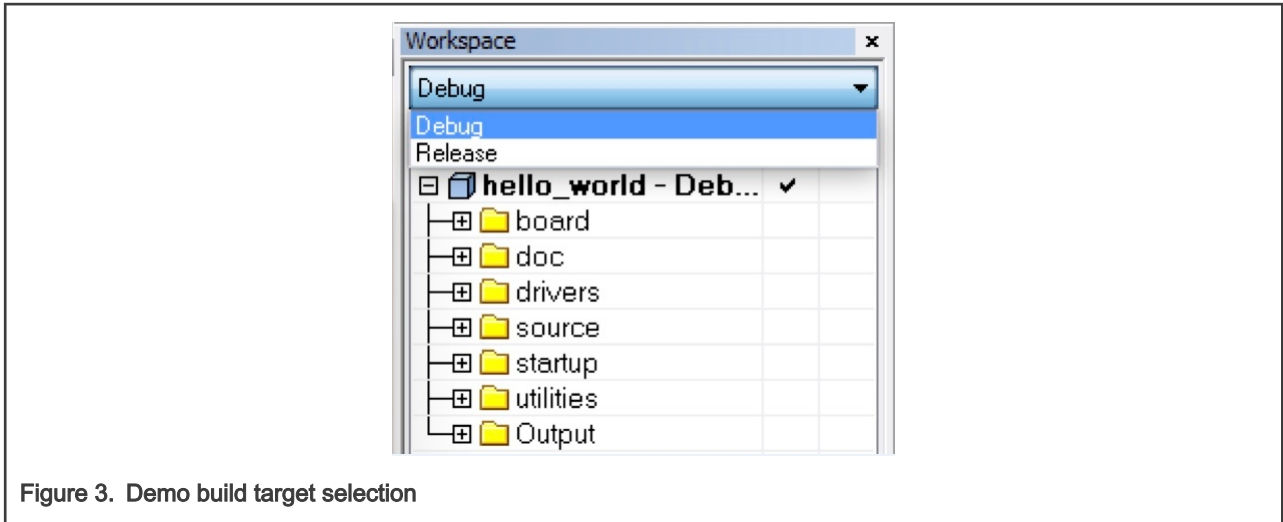 Workspace
Debug
Debug
Release
hello_world - Deb...
board
doc
drivers
source
startup
utilities
Output
Figure 3. Demo build target selection